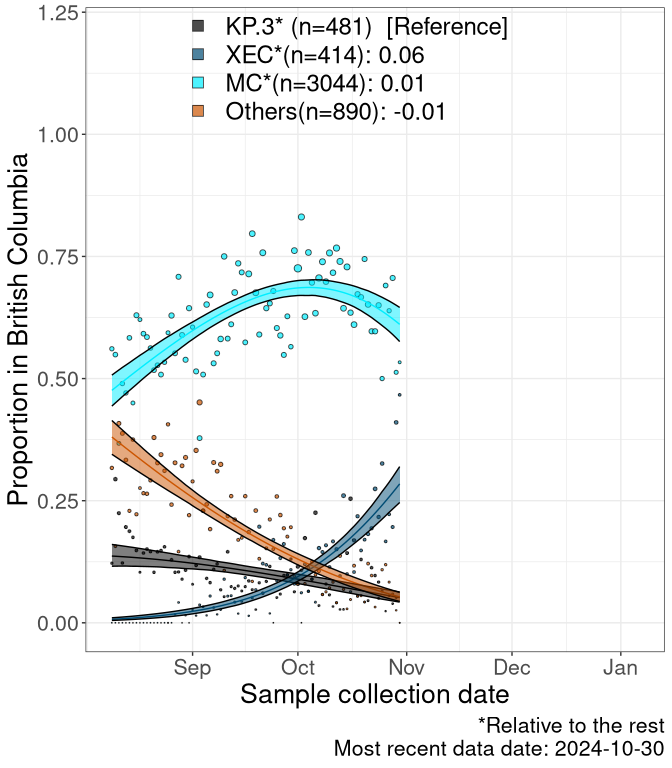 KP.3* (n=481)  [Reference]
XEC*(n=414): 0.06
MC*(n=3044): 0.01
Others(n=890): -0.01
1.25
1.00
0.75
0.50
0.25
0.00
Proportion in British Columbia
Sep Oct Nov Dec Jan
Sample collection date
*Relative to the rest
Most recent data date: 2024-10-30